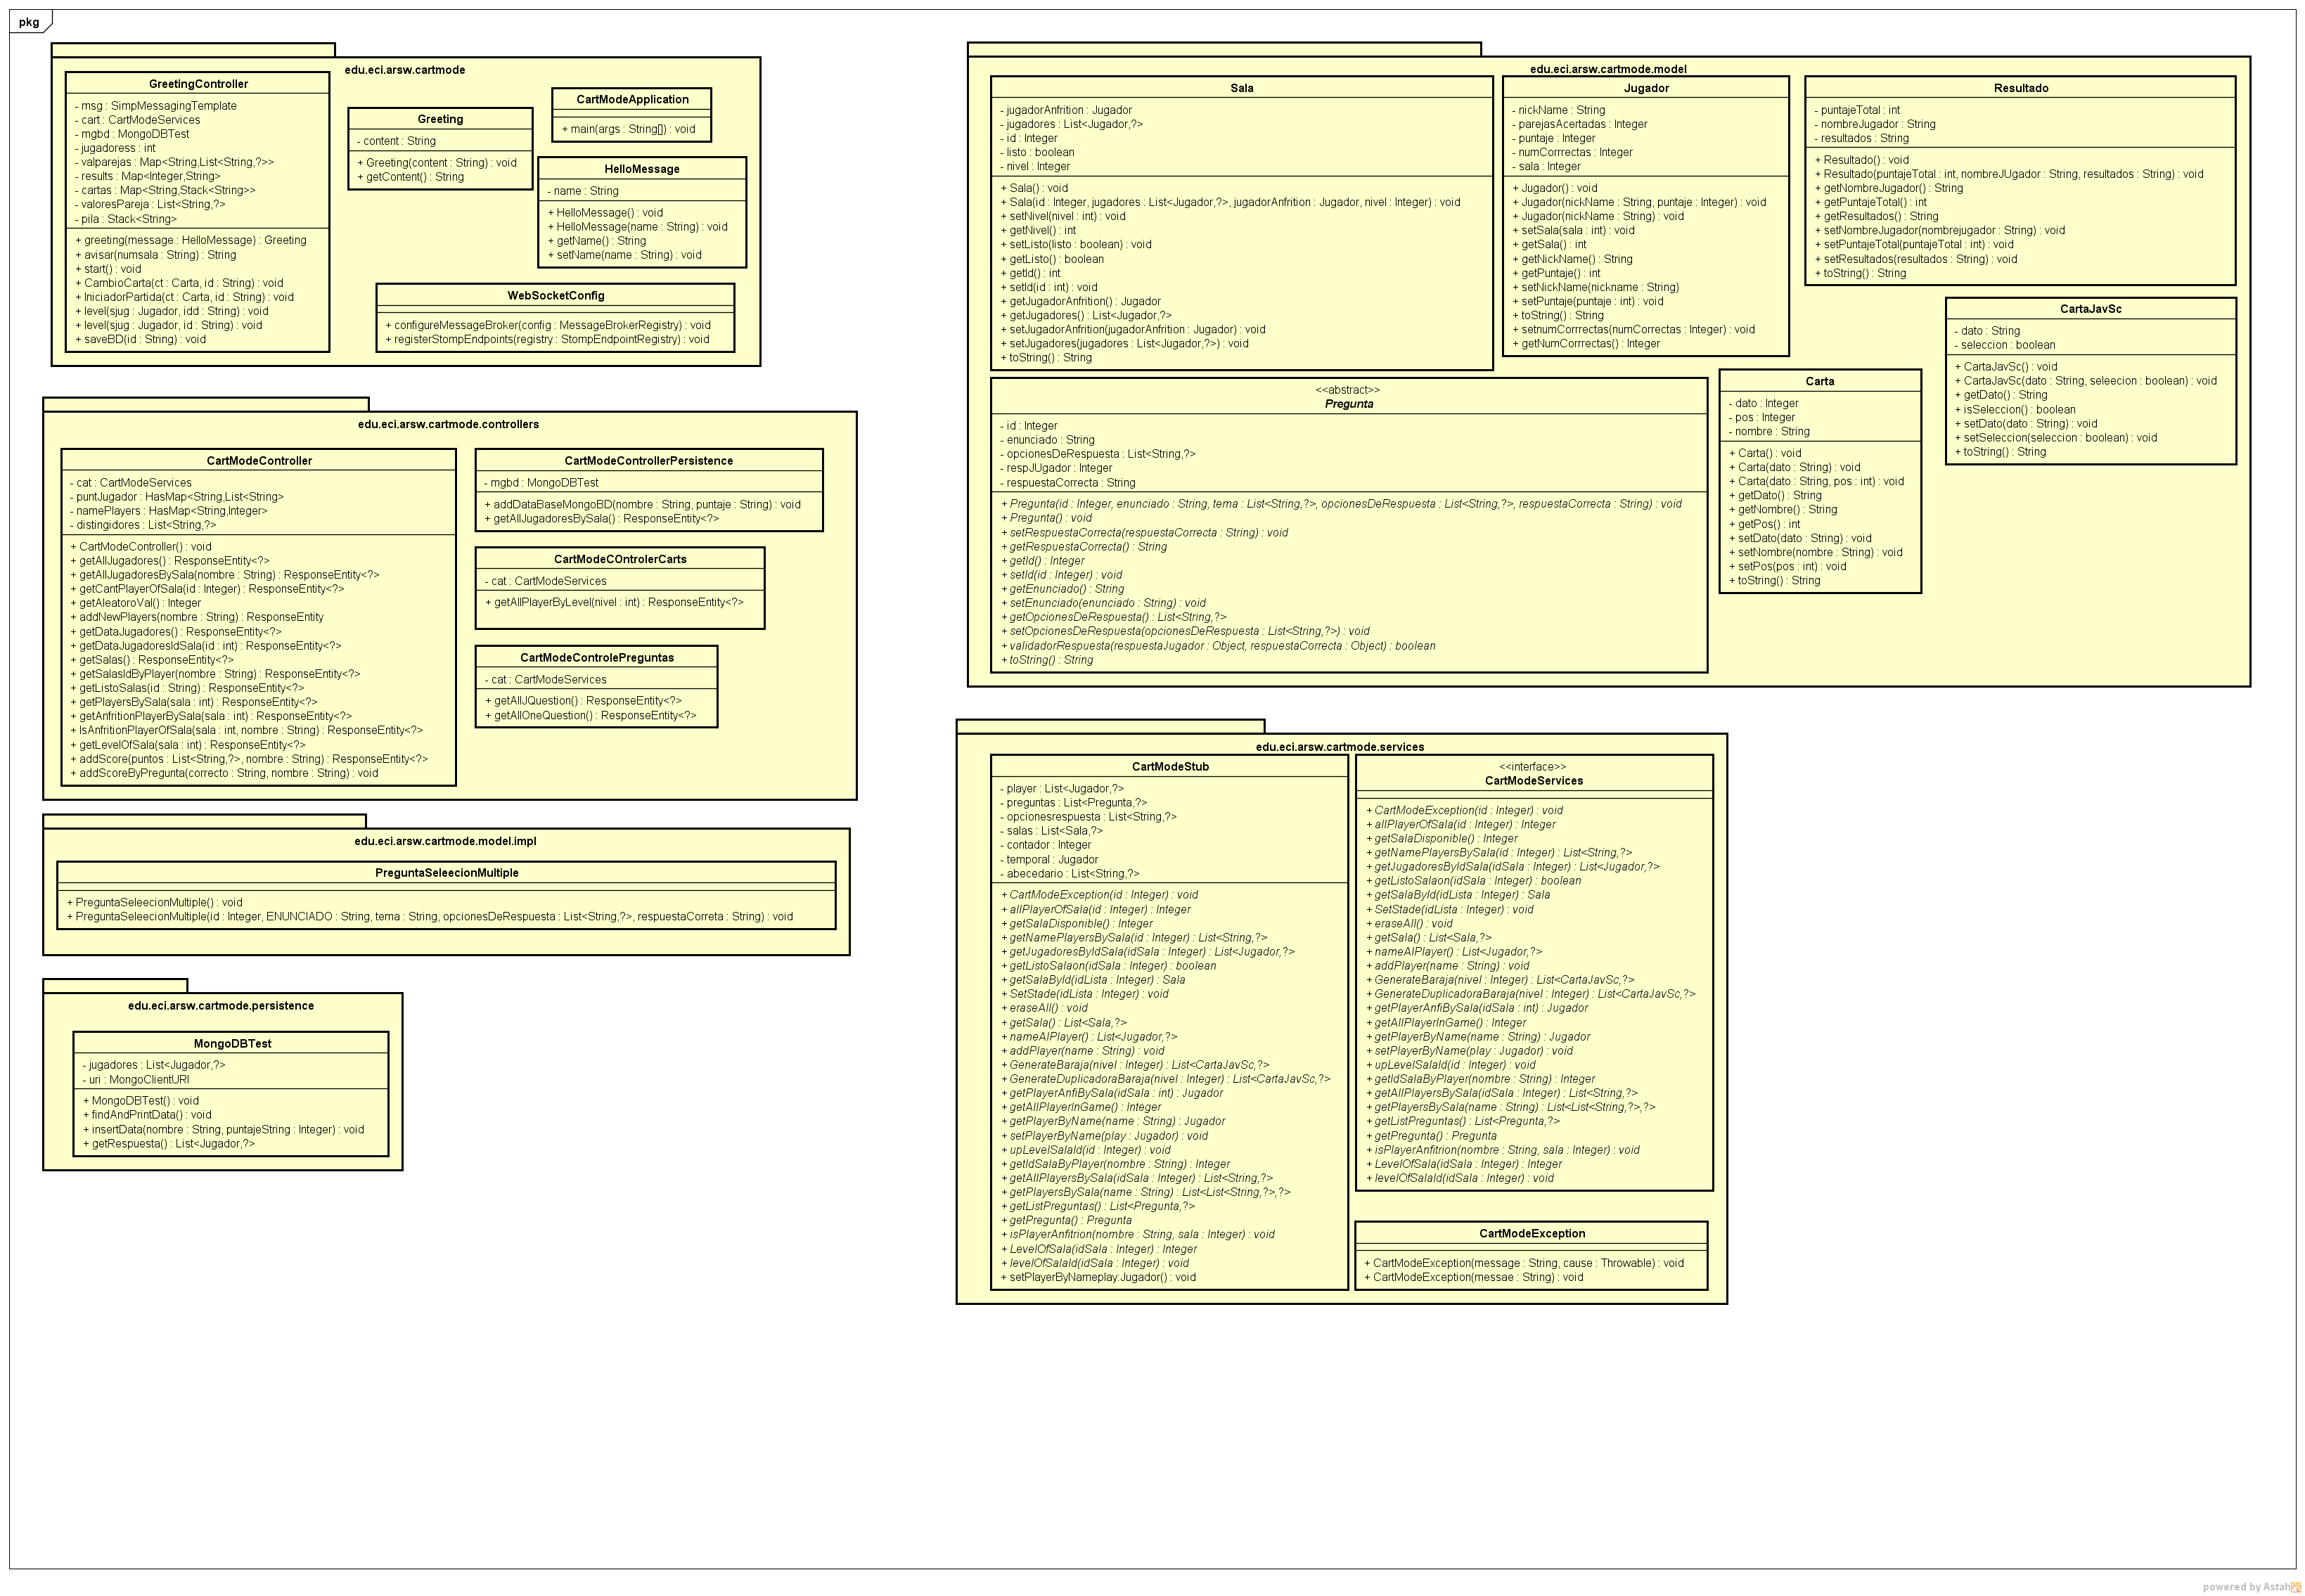 pkg
edu.eci.arsw.cartmode
GreetingController
- msg : SimpMessagingTemplate
- cart : CartModeServices
- mgbd : MongoDBTest
- jugadoress : int
- valparejas : Map<String,List<String,?>>
- results : Map<Integer,String>
- cartas : Map<String,Stack<String>>
- valoresPareja : List<String,?>
- pila : Stack<String>
+ greeting(message : HelloMessage) : Greeting
+ avisar(numsala : String) : String
+ start() : void
+ CambioCarta(ct : Carta, id : String) : void
+ IniciadorPartida(ct : Carta, id : String) : void
+ level(sjug : Jugador, idd : String) : void
+ level(sjug : Jugador, id : String) : void
+ saveBD(id : String) : void
Greeting
- content : String
+ Greeting(content : String) : void
+ getContent() : String
CartModeApplication
+ main(args : String[]) : void
HelloMessage
- name : String
+ HelloMessage() : void
+ HelloMessage(name : String) : void
+ getName() : String
+ setName(name : String) : void
WebSocketConfig
+ configureMessageBroker(config : MessageBrokerRegistry) : void
+ registerStompEndpoints(registry : StompEndpointRegistry) : void
edu.eci.arsw.cartmode.controllers
CartModeController
- cat : CartModeServices
- puntJugador : HasMap<String,List<String>
- namePlayers : HasMap<String,Integer>
- distingidores : List<String,?>
+ CartModeController() : void
+ getAllJugadores() : ResponseEntity<?>
+ getAllJugadoresBySala(nombre : String) : ResponseEntity<?>
+ getCantPlayerOfSala(id : Integer) : ResponseEntity<?>
+ getAleatoroVal() : Integer
+ addNewPlayers(nombre : String) : ResponseEntity
+ getDataJugadores() : ResponseEntity<?>
+ getDataJugadoresIdSala(id : int) : ResponseEntity<?>
+ getSalas() : ResponseEntity<?>
+ getSalasIdByPlayer(nombre : String) : ResponseEntity<?>
+ getListoSalas(id : String) : ResponseEntity<?>
+ getPlayersBySala(sala : int) : ResponseEntity<?>
+ getAnfritionPlayerBySala(sala : int) : ResponseEntity<?>
+ IsAnfritionPlayerOfSala(sala : int, nombre : String) : ResponseEntity<?>
+ getLevelOfSala(sala : int) : ResponseEntity<?>
+ addScore(puntos : List<String,?>, nombre : String) : ResponseEntity<?>
+ addScoreByPregunta(correcto : String, nombre : String) : void
CartModeControllerPersistence
- mgbd : MongoDBTest
+ addDataBaseMongoBD(nombre : String, puntaje : String) : void
+ getAllJugadoresBySala() : ResponseEntity<?>
CartModeCOntrolerCarts
- cat : CartModeServices
+ getAllPlayerByLevel(nivel : int) : ResponseEntity<?>
CartModeControlePreguntas
- cat : CartModeServices
+ getAllJQuestion() : ResponseEntity<?>
+ getAllOneQuestion() : ResponseEntity<?>
edu.eci.arsw.cartmode.model.impl
PreguntaSeleecionMultiple
+ PreguntaSeleecionMultiple() : void
+ PreguntaSeleecionMultiple(id : Integer, ENUNCIADO : String, tema : String, opcionesDeRespuesta : List<String,?>, respuestaCorreta : String) : void
edu.eci.arsw.cartmode.persistence
MongoDBTest
- jugadores : List<Jugador,?>
- uri : MongoClientURI
+ MongoDBTest() : void
+ findAndPrintData() : void
+ insertData(nombre : String, puntajeString : Integer) : void
+ getRespuesta() : List<Jugador,?>
edu.eci.arsw.cartmode.model
Sala
- jugadorAnfrition : Jugador
- jugadores : List<Jugador,?>
- id : Integer
- listo : boolean
- nivel : Integer
+ Sala() : void
+ Sala(id : Integer, jugadores : List<Jugador,?>, jugadorAnfrition : Jugador, nivel : Integer) : void
+ setNivel(nivel : int) : void
+ getNivel() : int
+ setListo(listo : boolean) : void
+ getListo() : boolean
+ getId() : int
+ setId(id : int) : void
+ getJugadorAnfrition() : Jugador
+ getJugadores() : List<Jugador,?>
+ setJugadorAnfrition(jugadorAnfrition : Jugador) : void
+ setJugadores(jugadores : List<Jugador,?>) : void
+ toString() : String
Jugador
- nickName : String
- parejasAcertadas : Integer
- puntaje : Integer
- numCorrrectas : Integer
- sala : Integer
+ Jugador() : void
+ Jugador(nickName : String, puntaje : Integer) : void
+ Jugador(nickName : String) : void
+ setSala(sala : int) : void
+ getSala() : int
+ getNickName() : String
+ getPuntaje() : int
+ setNickName(nickname : String)
+ setPuntaje(puntaje : int) : void
+ toString() : String
+ setnumCorrrectas(numCorrectas : Integer) : void
+ getNumCorrrectas() : Integer
Resultado
- puntajeTotal : int
- nombreJugador : String
- resultados : String
+ Resultado() : void
+ Resultado(puntajeTotal : int, nombreJUgador : String, resultados : String) : void
+ getNombreJugador() : String
+ getPuntajeTotal() : int
+ getResultados() : String
+ setNombreJugador(nombrejugador : String) : void
+ setPuntajeTotal(puntajeTotal : int) : void
+ setResultados(resultados : String) : void
+ toString() : String
CartaJavSc
- dato : String
- seleccion : boolean
+ CartaJavSc() : void
+ CartaJavSc(dato : String, seleecion : boolean) : void
+ getDato() : String
+ isSeleccion() : boolean
+ setDato(dato : String) : void
+ setSeleccion(seleccion : boolean) : void
+ toString() : String
<<abstract>>
Pregunta
- id : Integer
- enunciado : String
- opcionesDeRespuesta : List<String,?>
- respJUgador : Integer
- respuestaCorrecta : String
+ Pregunta(id : Integer, enunciado : String, tema : List<String,?>, opcionesDeRespuesta : List<String,?>, respuestaCorrecta : String) : void
+ Pregunta() : void
+ setRespuestaCorrecta(respuestaCorrecta : String) : void
+ getRespuestaCorrecta() : String
+ getId() : Integer
+ setId(id : Integer) : void
+ getEnunciado() : String
+ setEnunciado(enunciado : String) : void
+ getOpcionesDeRespuesta() : List<String,?>
+ setOpcionesDeRespuesta(opcionesDeRespuesta : List<String,?>) : void
+ validadorRespuesta(respuestaJugador : Object, respuestaCorrecta : Object) : boolean
+ toString() : String
Carta
- dato : Integer
- pos : Integer
- nombre : String
+ Carta() : void
+ Carta(dato : String) : void
+ Carta(dato : String, pos : int) : void
+ getDato() : String
+ getNombre() : String
+ getPos() : int
+ setDato(dato : String) : void
+ setNombre(nombre : String) : void
+ setPos(pos : int) : void
+ toString() : String
edu.eci.arsw.cartmode.services
CartModeStub
- player : List<Jugador,?>
- preguntas : List<Pregunta,?>
- opcionesrespuesta : List<String,?>
- salas : List<Sala,?>
- contador : Integer
- temporal : Jugador
- abecedario : List<String,?>
+ CartModeException(id : Integer) : void
+ allPlayerOfSala(id : Integer) : Integer
+ getSalaDisponible() : Integer
+ getNamePlayersBySala(id : Integer) : List<String,?>
+ getJugadoresByIdSala(idSala : Integer) : List<Jugador,?>
+ getListoSalaon(idSala : Integer) : boolean
+ getSalaById(idLista : Integer) : Sala
+ SetStade(idLista : Integer) : void
+ eraseAll() : void
+ getSala() : List<Sala,?>
+ nameAlPlayer() : List<Jugador,?>
+ addPlayer(name : String) : void
+ GenerateBaraja(nivel : Integer) : List<CartaJavSc,?>
+ GenerateDuplicadoraBaraja(nivel : Integer) : List<CartaJavSc,?>
+ getPlayerAnfiBySala(idSala : int) : Jugador
+ getAllPlayerInGame() : Integer
+ getPlayerByName(name : String) : Jugador
+ setPlayerByName(play : Jugador) : void
+ upLevelSalaId(id : Integer) : void
+ getIdSalaByPlayer(nombre : String) : Integer
+ getAllPlayersBySala(idSala : Integer) : List<String,?>
+ getPlayersBySala(name : String) : List<List<String,?>,?>
+ getListPreguntas() : List<Pregunta,?>
+ getPregunta() : Pregunta
+ isPlayerAnfitrion(nombre : String, sala : Integer) : void
+ LevelOfSala(idSala : Integer) : Integer
+ levelOfSalaId(idSala : Integer) : void
+ setPlayerByNameplay:Jugador() : void
<<interface>>
CartModeServices
+ CartModeException(id : Integer) : void
+ allPlayerOfSala(id : Integer) : Integer
+ getSalaDisponible() : Integer
+ getNamePlayersBySala(id : Integer) : List<String,?>
+ getJugadoresByIdSala(idSala : Integer) : List<Jugador,?>
+ getListoSalaon(idSala : Integer) : boolean
+ getSalaById(idLista : Integer) : Sala
+ SetStade(idLista : Integer) : void
+ eraseAll() : void
+ getSala() : List<Sala,?>
+ nameAlPlayer() : List<Jugador,?>
+ addPlayer(name : String) : void
+ GenerateBaraja(nivel : Integer) : List<CartaJavSc,?>
+ GenerateDuplicadoraBaraja(nivel : Integer) : List<CartaJavSc,?>
+ getPlayerAnfiBySala(idSala : int) : Jugador
+ getAllPlayerInGame() : Integer
+ getPlayerByName(name : String) : Jugador
+ setPlayerByName(play : Jugador) : void
+ upLevelSalaId(id : Integer) : void
+ getIdSalaByPlayer(nombre : String) : Integer
+ getAllPlayersBySala(idSala : Integer) : List<String,?>
+ getPlayersBySala(name : String) : List<List<String,?>,?>
+ getListPreguntas() : List<Pregunta,?>
+ getPregunta() : Pregunta
+ isPlayerAnfitrion(nombre : String, sala : Integer) : void
+ LevelOfSala(idSala : Integer) : Integer
+ levelOfSalaId(idSala : Integer) : void
CartModeException
+ CartModeException(message : String, cause : Throwable) : void
+ CartModeException(messae : String) : void
powered by Astah